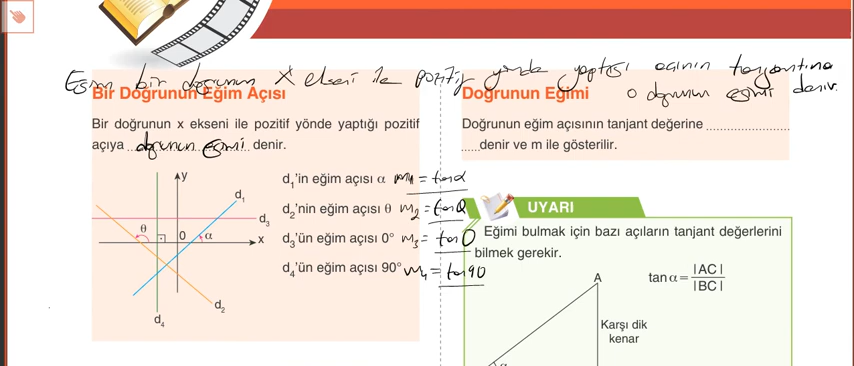 Eğim bir doğrunun X ekseni ile pozitif yönde yaptığı açının tanjantına
o doğrunun eğimi denir.
Bir Doğrunun Eğim Açısı
Bir doğrunun x ekseni ile pozitif yönde yaptığı pozitif
açıya ...doğrunun eğimi... denir.
d₁'in eğim açısı α m₁ = tanα
d₂'nin eğim açısı θ m₂ = tanθ
d₃'ün eğim açısı 0° m₃ = tan0
d₄'ün eğim açısı 90° m₄ = tan90
y
d₁
d₃
θ
0
α
x
d₂
d₄
Doğrunun Eğimi
Doğrunun eğim açısının tanjant değerine ........................
.....denir ve m ile gösterilir.
UYARI
Eğimi bulmak için bazı açıların tanjant değerlerini
bilmek gerekir.
A
tan α = |AC| / |BC|
Karşı dik
kenar
α